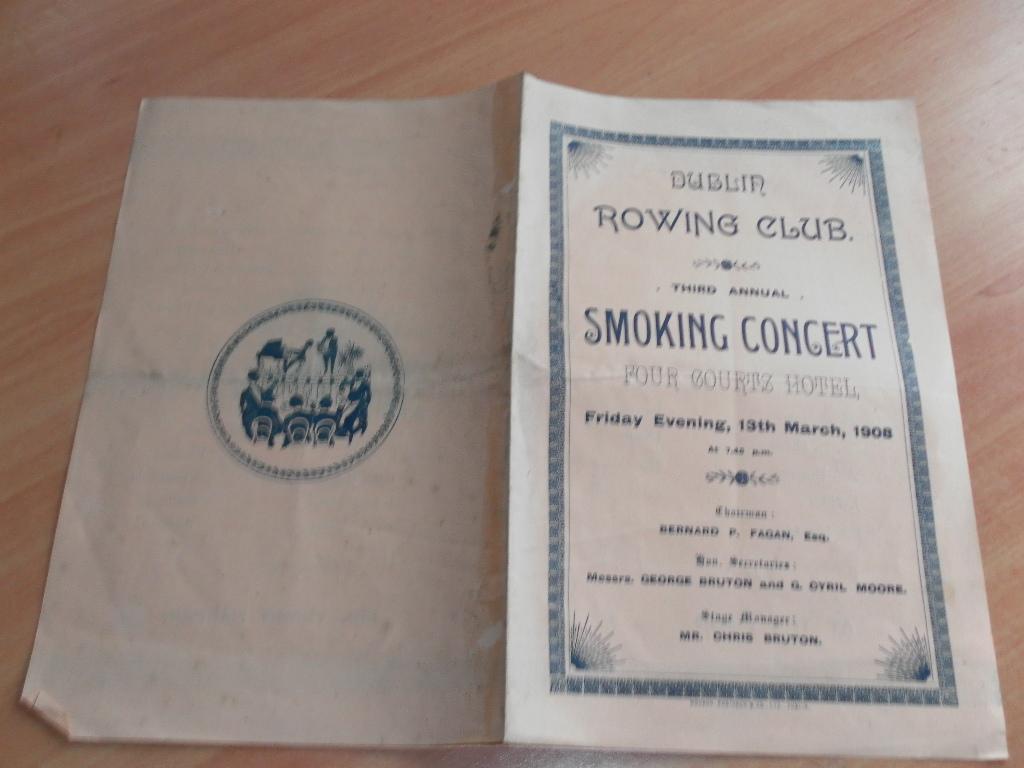 DUBLIN
ROWING CLUB.
THIRD ANNUAL
SMOKING CONCERT
FOUR COURTS HOTEL,
Friday Evening, 13th March, 1908
At 7.45 p.m.
Chairman:
BERNARD P. FAGAN, Esq.
Hon. Secretaries:
Messrs. GEORGE BRUTON and G. CYRIL MOORE.
Stage Manager:
MR. CHRIS BRUTON.